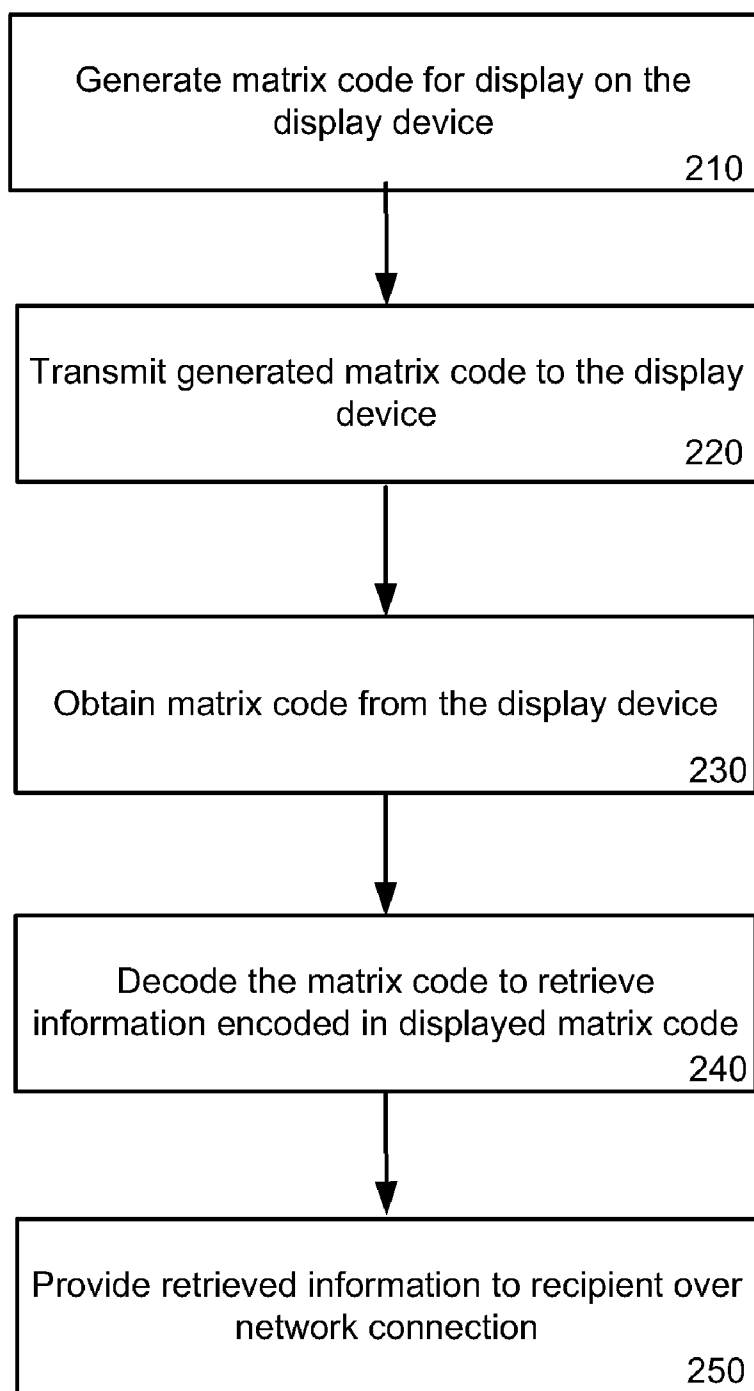 Generate matrix code for display on the
display device
210
Transmit generated matrix code to the display
device
220
Obtain matrix code from the display device
230
Decode the matrix code to retrieve
information encoded in displayed matrix code
240
Provide retrieved information to recipient over
network connection
250